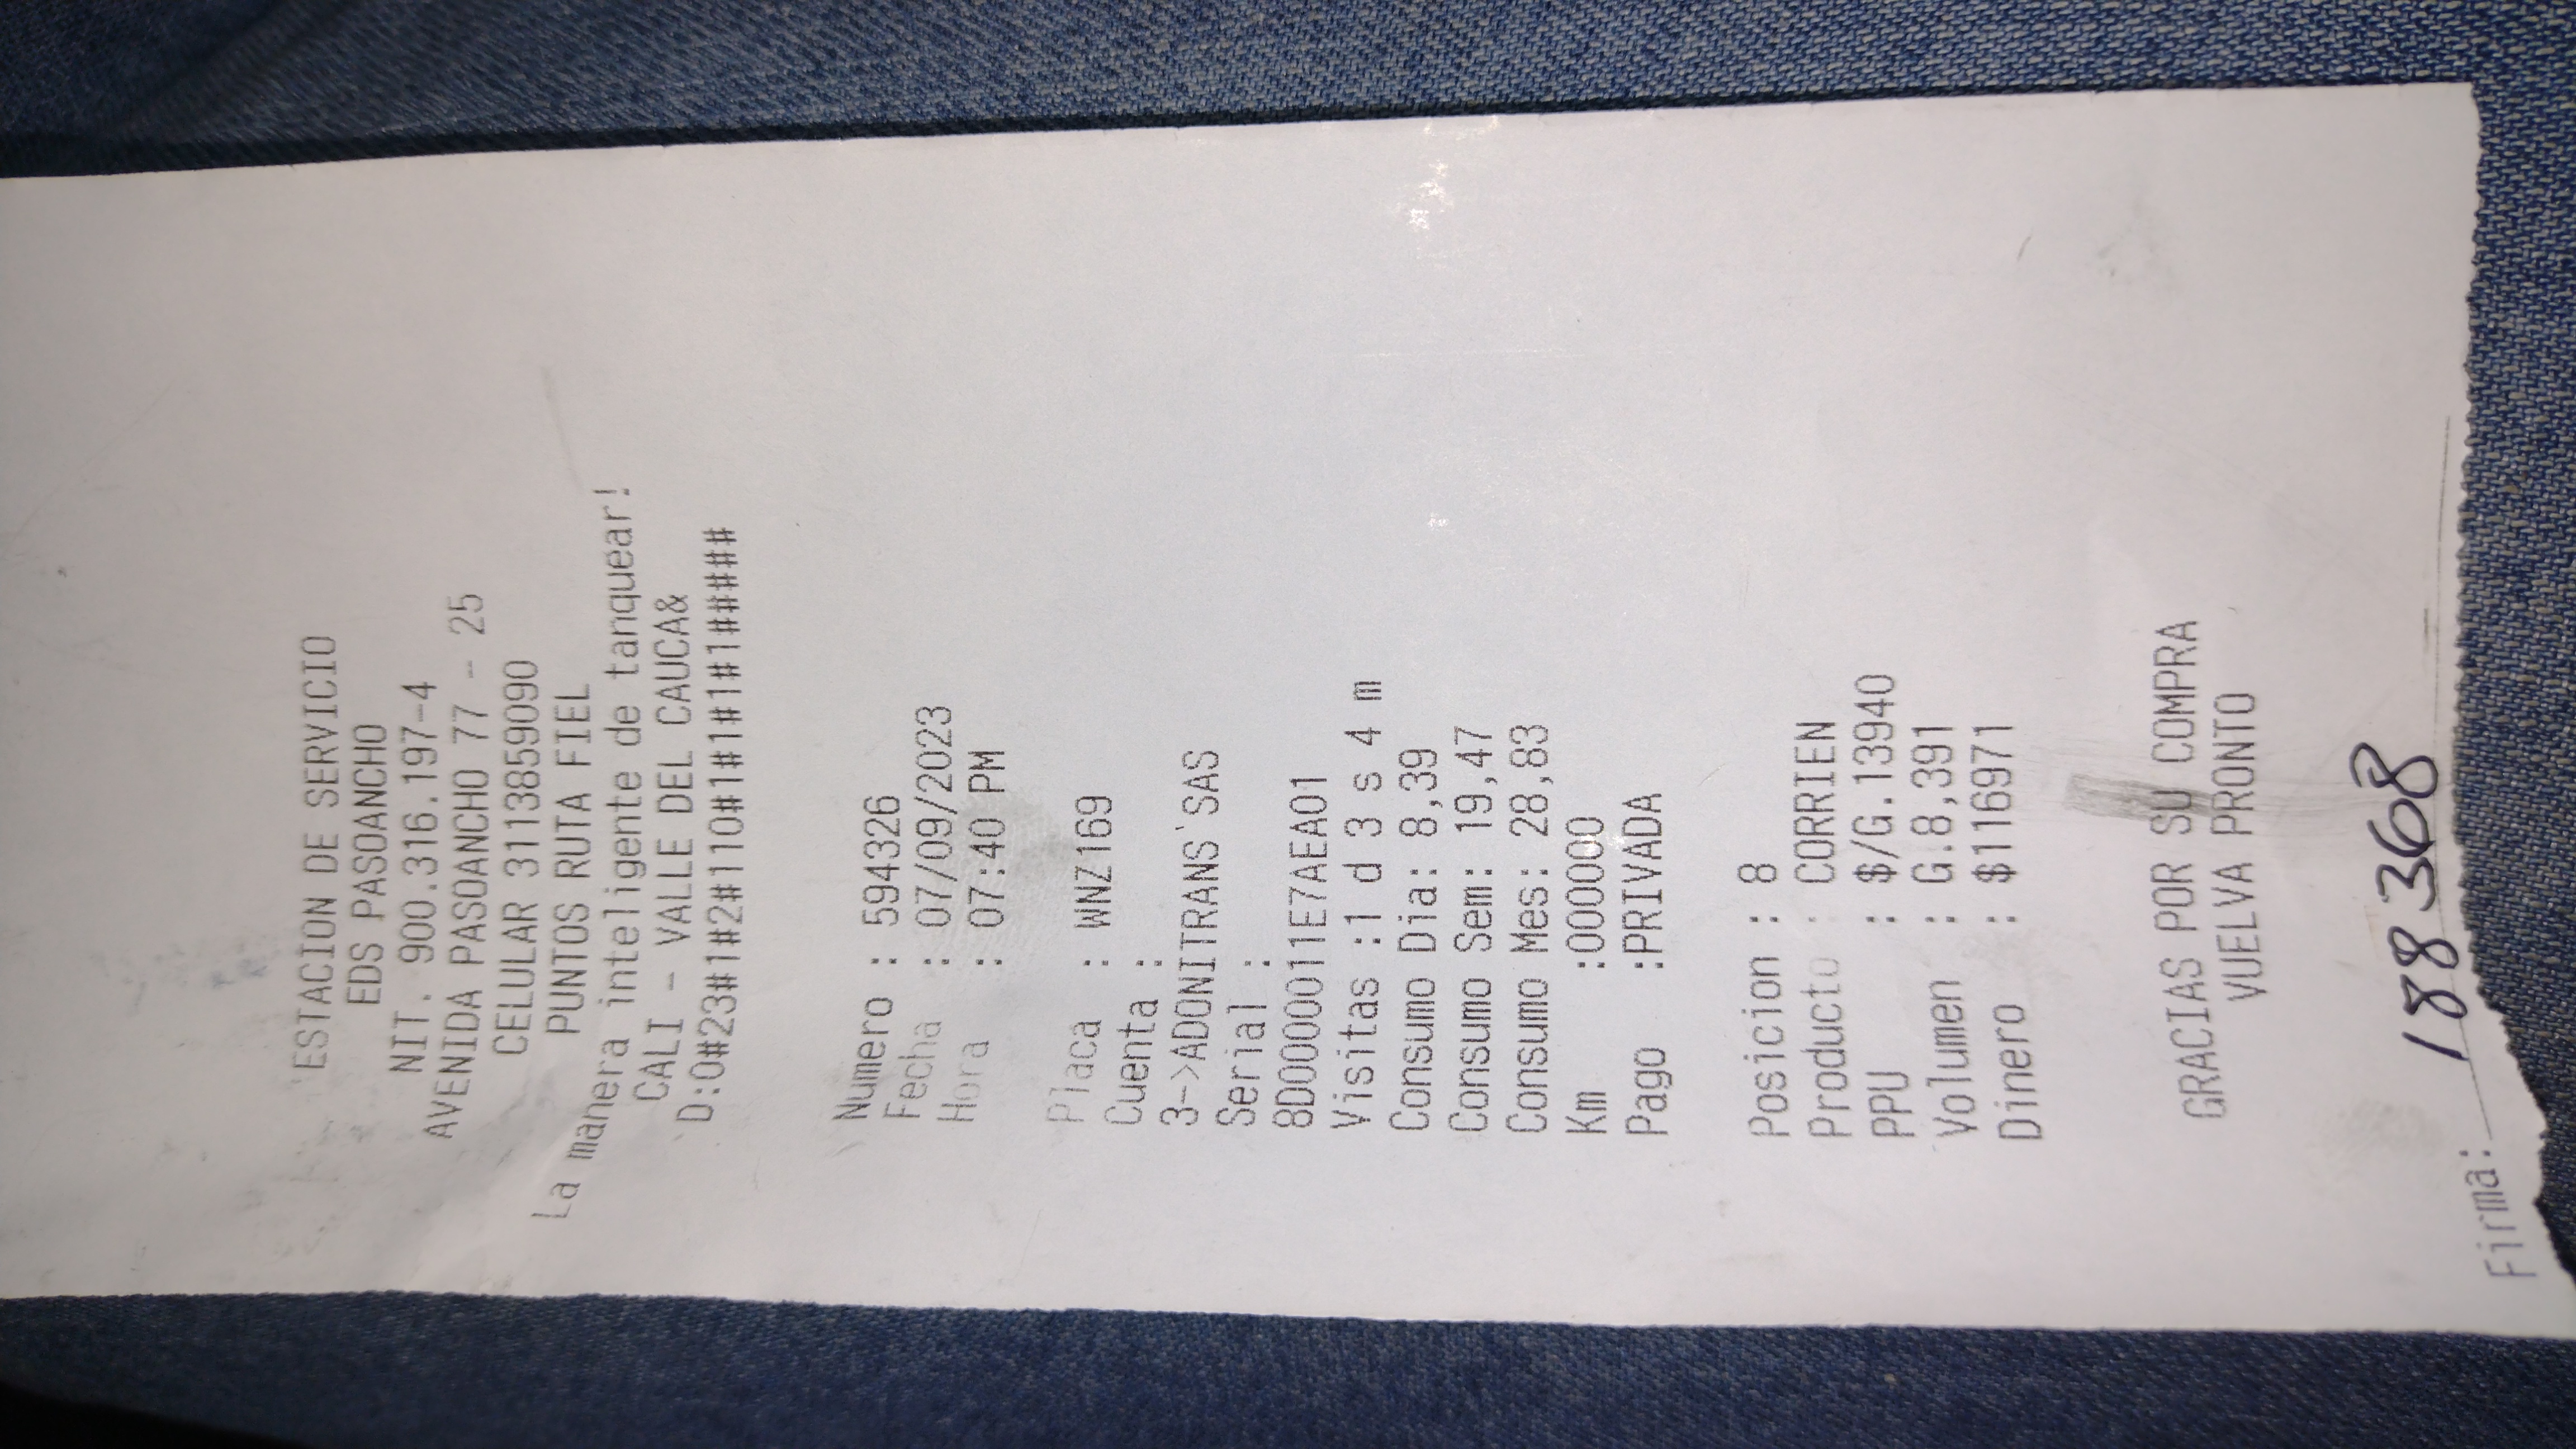 ESTACION DE SERVICIO
EDS PASOANCHO
NIT. 900.316.197-4
AVENIDA PASOANCHO 77 - 25
CELULAR 3113859090
PUNTOS RUTA FIEL
La manera inteligente de tanquear!
CALI - VALLE DEL CAUCA&
D:0#23#1#2#110#1#1#1#1#####
Numero : 594326
Fecha : 07/09/2023
Hora : 07:40 PM
Placa : WNZ169
Cuenta :
3->ADONITRANS`SAS
Serial :
8D000011E7AEA01
Visitas :1 d 3 s 4 m
Consumo Dia: 8,39
Consumo Sem: 19,47
Consumo Mes: 28,83
Km :000000
Pago :PRIVADA
Posicion : 8
Producto : CORRIEN
PPU : $/G.13940
Volumen : G.8,391
Dinero : $116971
GRACIAS POR SU COMPRA
VUELVA PRONTO
188368
Firma: